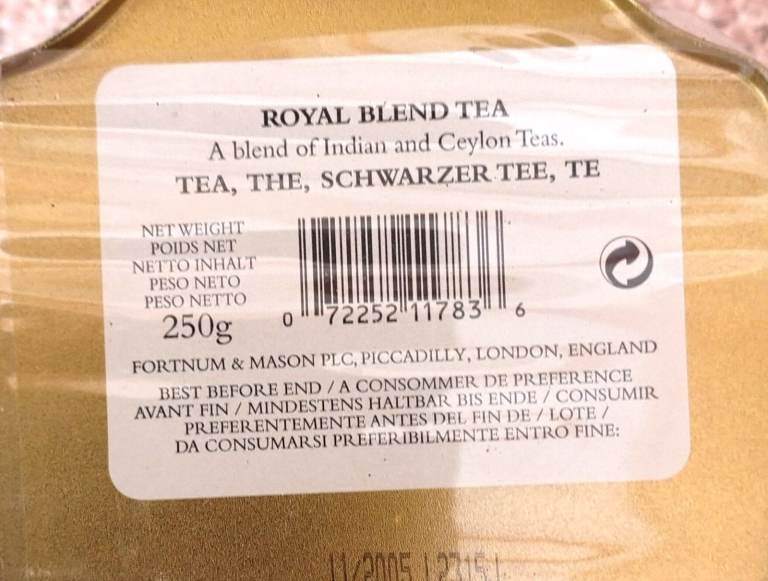 ROYAL BLEND TEA
A blend of Indian and Ceylon Teas.
TEA, THE, SCHWARZER TEE, TE
NET WEIGHT
POIDS NET
NETTO INHALT
PESO NETO
PESO NETTO
250g
0 72252 11783 6
FORTNUM & MASON PLC, PICCADILLY, LONDON, ENGLAND
BEST BEFORE END / A CONSOMMER DE PREFERENCE
AVANT FIN / MINDESTENS HALTBAR BIS ENDE / CONSUMIR
PREFERENTEMENTE ANTES DEL FIN DE / LOTE /
DA CONSUMARSI PREFERIBILMENTE ENTRO FINE:
11/2005